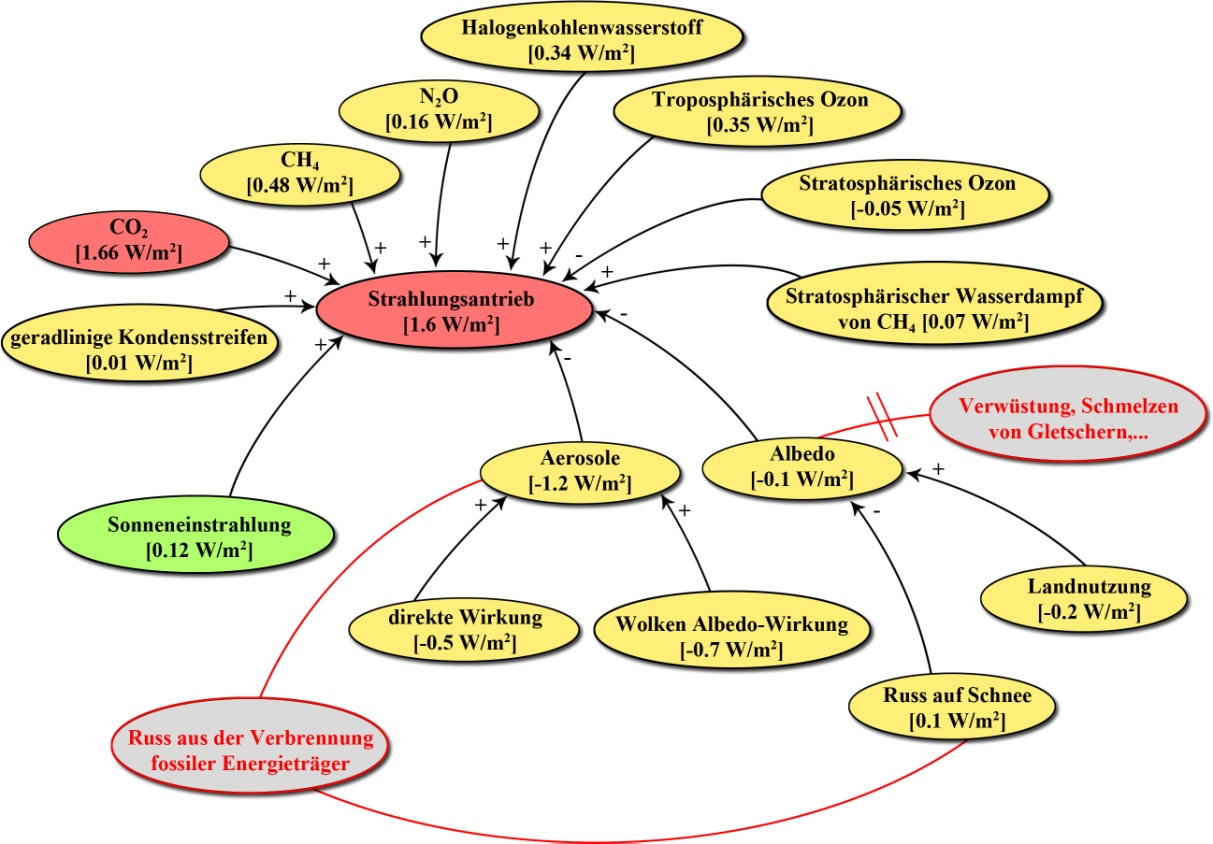 Halogenkohlenwasserstoff
[0.34 W/m²]
N₂O
[0.16 W/m²]
Troposphärisches Ozon
[0.35 W/m²]
CH₄
[0.48 W/m²]
Stratosphärisches Ozon
[-0.05 W/m²]
CO₂
[1.66 W/m²]
+
+
+
+
+
-
+
Strahlungsantrieb
[1.6 W/m²]
Stratosphärischer Wasserdampf
von CH₄ [0.07 W/m²]
+
geradlinige Kondensstreifen
[0.01 W/m²]
+
-
-
Verwüstung, Schmelzen
von Gletschern,...
Aerosole
[-1.2 W/m²]
Albedo
[-0.1 W/m²]
+
+
+
-
Sonneneinstrahlung
[0.12 W/m²]
direkte Wirkung
[-0.5 W/m²]
Wolken Albedo-Wirkung
[-0.7 W/m²]
Landnutzung
[-0.2 W/m²]
Russ auf Schnee
[0.1 W/m²]
Russ aus der Verbrennung
fossiler Energieträger